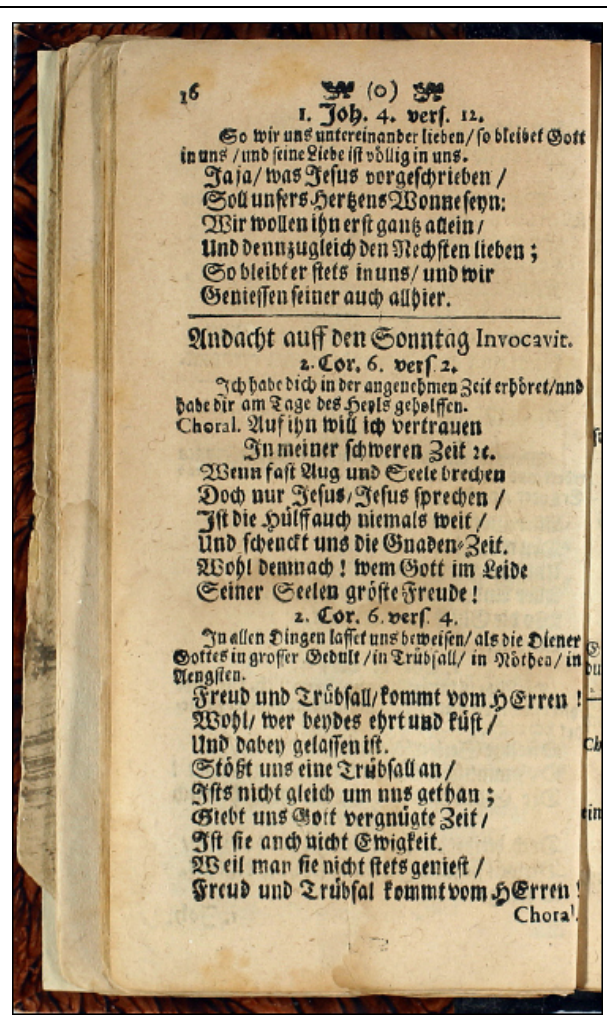 16 (o)
1. Joh. 4. vers. 12.
So wir uns untereinander lieben/ so bleibet Gott
in uns / und seine Liebe ist völlig in uns.
Ja ja/ was Jesus vorgeschrieben /
Soll unsers Hertzens Wonne seyn:
Wir wollen ihn erst gantz allein /
Und denn zugleich den Nechsten lieben ;
So bleibt er stets in uns/ und wir
Geniessen seiner auch allhier.
Andacht auff den Sonntag Invocavit.
2. Cor. 6. vers. 2.
Ich habe dich in der angenehmen Zeit erhöret/und
habe dir am Tage des Heyls geholffen.
Choral. Auf ihn will ich vertrauen
In meiner schweren Zeit ꝛc.
Wenn fast Aug und Seele brechen
Doch nur Jesus/ Jesus sprechen /
Ist die Hülff auch niemals weit /
Und schenckt uns die Gnaden-Zeit.
Wohl demnach ! wem Gott im Leide
Seiner Seelen gröste Freude !
2. Cor. 6. vers. 4.
In allen Dingen lasset uns beweisen/ als die Diener
Gottes in grosser Gedult / in Trübsall/ in Nöthen/ in
Aengsten.
Freud und Trübsall/ kommt vom HErren !
Wohl/ wer beydes ehrt und küst /
Und dabey gelassen ist.
Stößt uns eine Trübsall an /
Ists nicht gleich um nns gethan ;
Giebt uns Gott vergnügte Zeit /
Ist sie anch nicht Ewigkeit.
Weil man sie nicht stets geniest /
Freud und Trübsal kommt vom HErren !
Choral.